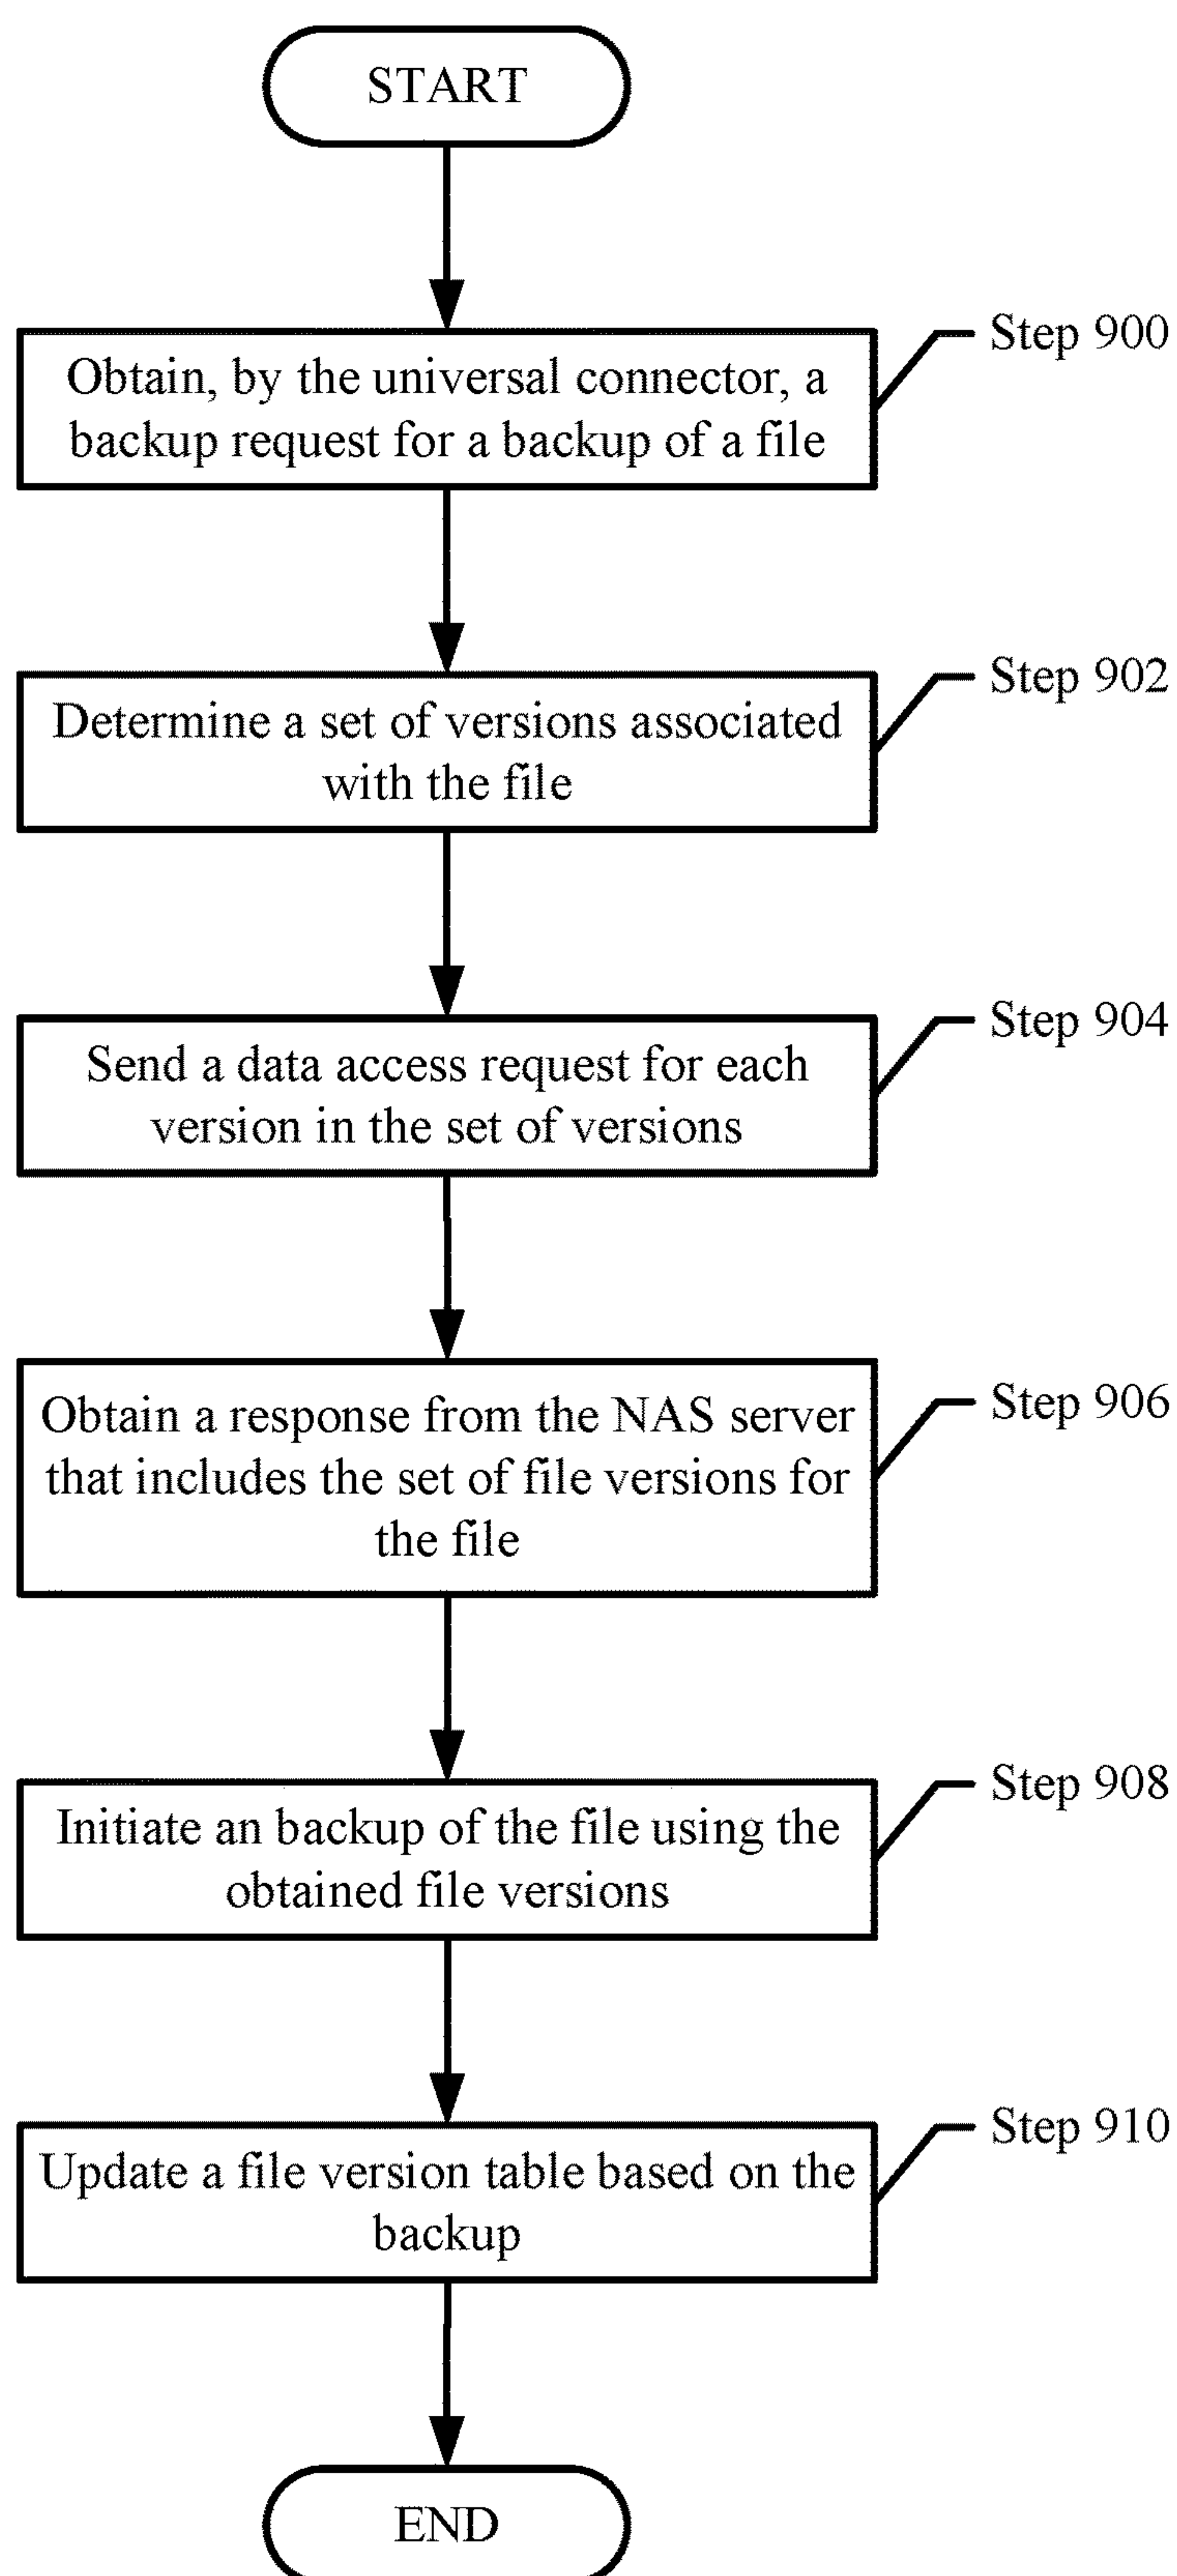 START
Step 900
Obtain, by the universal connector, a
backup request for a backup of a file
Step 902
Determine a set of versions associated
with the file
Step 904
Send a data access request for each
version in the set of versions
Step 906
Obtain a response from the NAS server
that includes the set of file versions for
the file
Step 908
Initiate an backup of the file using the
obtained file versions
Step 910
Update a file version table based on the
backup
END